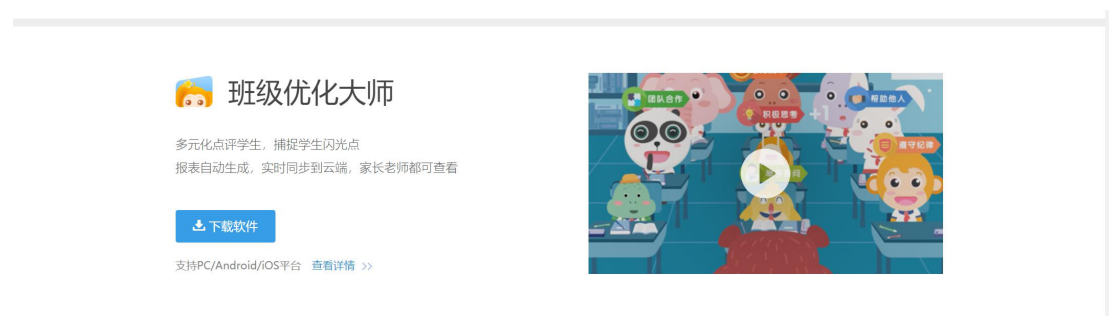 班级优化大师
多元化点评学生，捕捉学生闪光点
报表自动生成，实时同步到云端，家长老师都可查看
下载软件
支持PC/Android/iOS平台 查看详情 >>
团队合作
积极思考
+1
帮助他人
遵守纪律